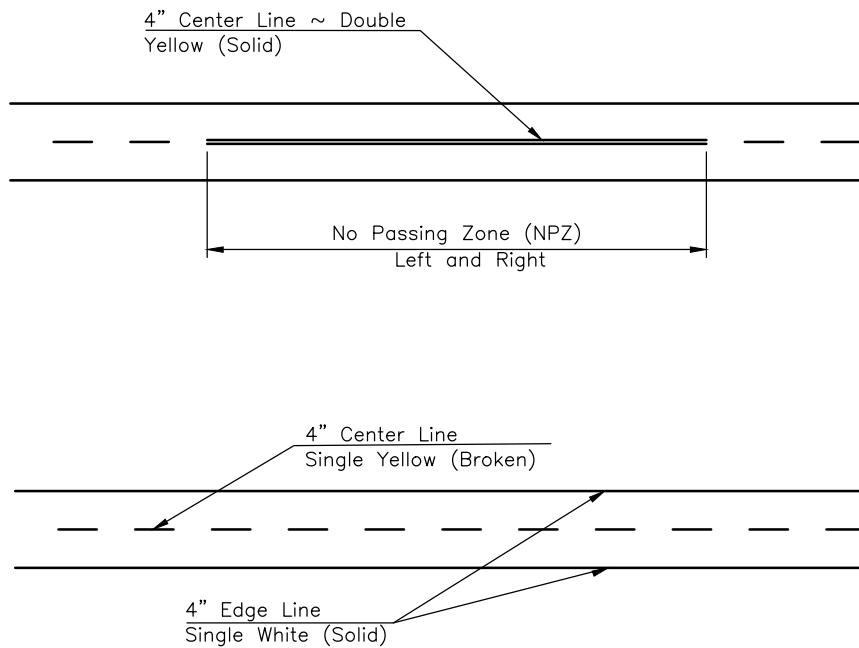 4” Center Line ~ Double
Yellow (Solid)
No Passing Zone (NPZ)
Left and Right
4” Center Line
Single Yellow (Broken)
4” Edge Line
Single White (Solid)